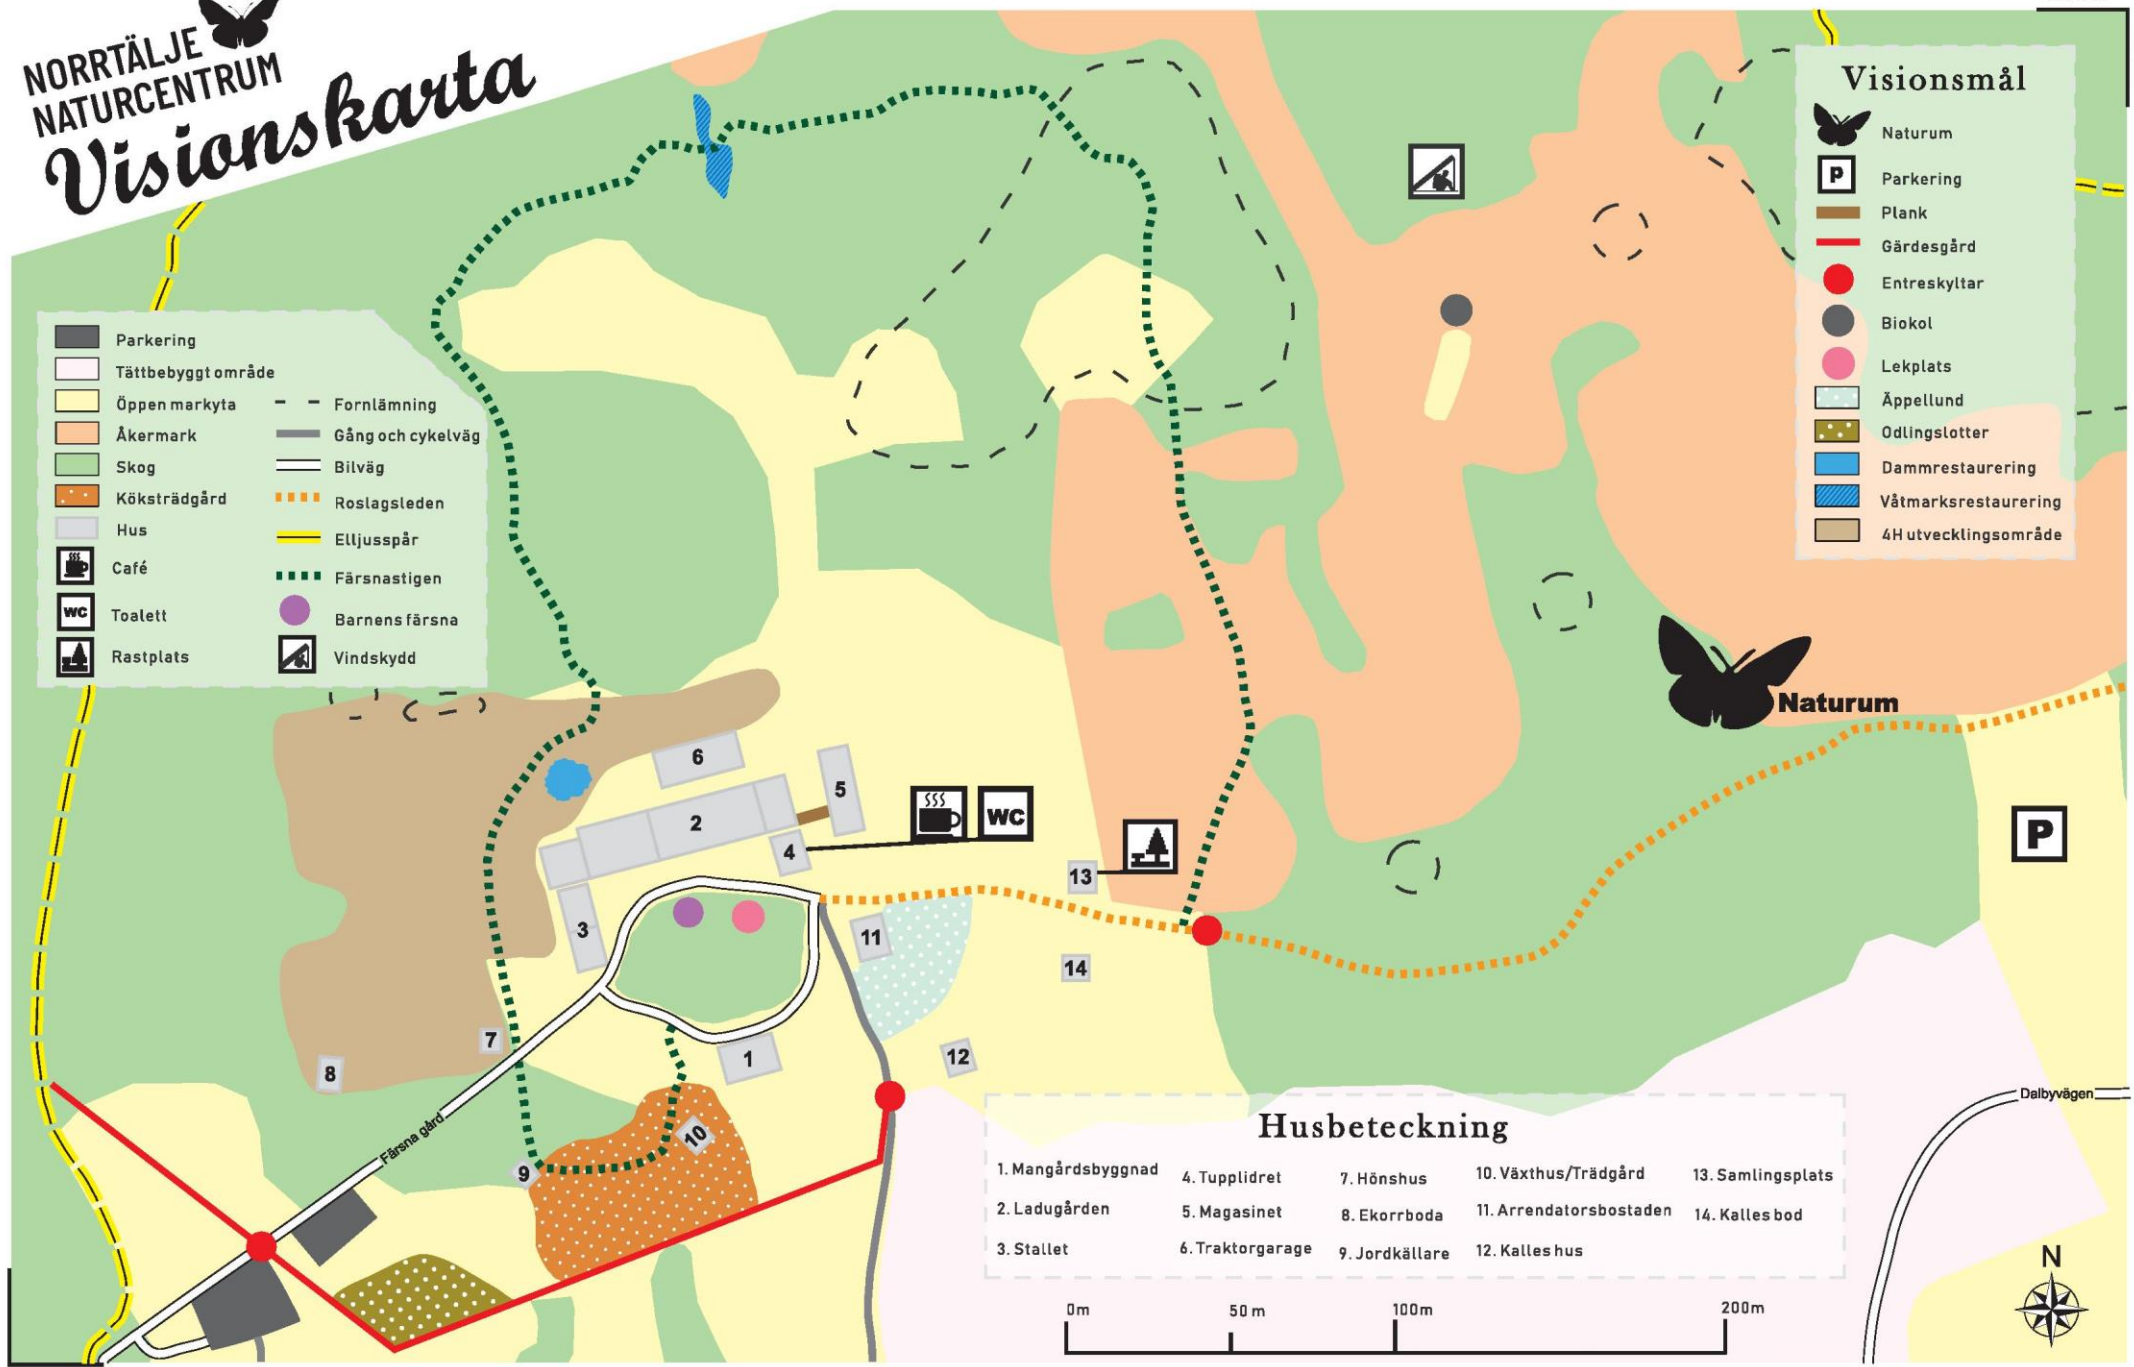 NORRTÄLJE
NATURCENTRUM
Visionskarta
Parkering
Tättbebyggt område
Öppen markyta
Åkermark
Skog
Köksträdgård
Hus
Café
WC Toalett
Rastplats
Fornlämning
Gång och cykelväg
Bilväg
Roslagsleden
Elljusspår
Färsnastigen
Barnens färsna
Vindskydd
Visionsmål
Naturum
P Parkering
Plank
Gärdesgård
Entreskyltar
Biokol
Lekplats
Äppellund
Odlingslotter
Dammrestaurering
Våtmarksrestaurering
4H utvecklingsområde
Naturum
6
5
2
4
WC
P
13
3
11
14
7
1
12
8
10
9
Färsna gård
Dalbyvägen
Husbeteckning
1. Mangårdsbyggnad
2. Ladugården
3. Stallet
4. Tupplidret
5. Magasinet
6. Traktorgarage
7. Hönshus
8. Ekorrboda
9. Jordkällare
10. Växthus/Trädgård
11. Arrendatorsbostaden
12. Kalles hus
13. Samlingsplats
14. Kalles bod
N
0m 50 m 100m 200m